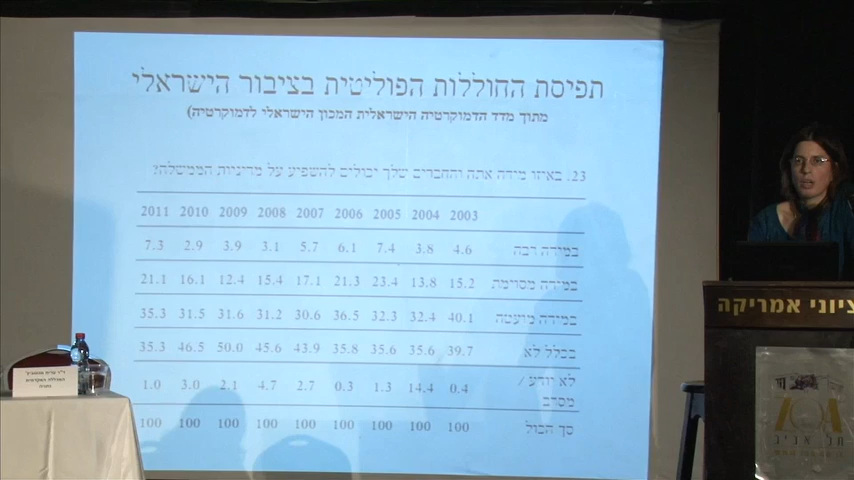 תפיסת החוללות הפוליטית בציבור הישראלי
מתוך מדד הדמוקרטיה הישראלית המכון הישראלי לדמוקרטיה)
23. באיזו מידה אתה והחברים שלך יכולים להשפיע על מדיניות הממשלה?
2003 2004 2005 2006 2007 2008 2009 2010 2011
במידה רבה 4.6 3.8 7.4 6.1 5.7 3.1 3.9 2.9 7.3
במידה מסוימת 15.2 13.8 23.4 21.3 17.1 15.4 12.4 16.1 21.1
במידה מועטה 40.1 32.4 32.3 36.5 30.6 31.2 31.6 31.5 35.3
בכלל לא 39.7 35.6 35.6 35.8 43.9 45.6 50.0 46.5 35.3
לא יודע / מסרב 0.4 14.4 1.3 0.3 2.7 4.7 2.1 3.0 1.0
סך הכול 100 100 100 100 100 100 100 100 100
ציוני אמריקה
תל אביב
המכללה האקדמית
נתניה